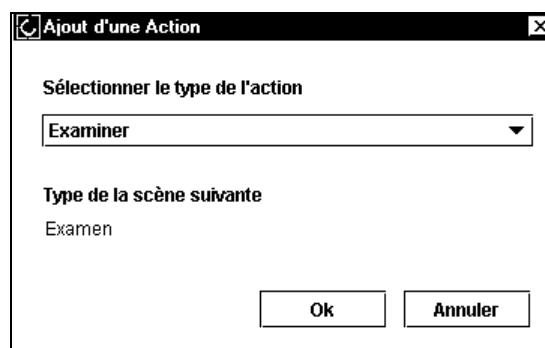 Ajout d'une Action
Sélectionner le type de l'action
Examiner
Type de la scène suivante
Examen
Ok Annuler